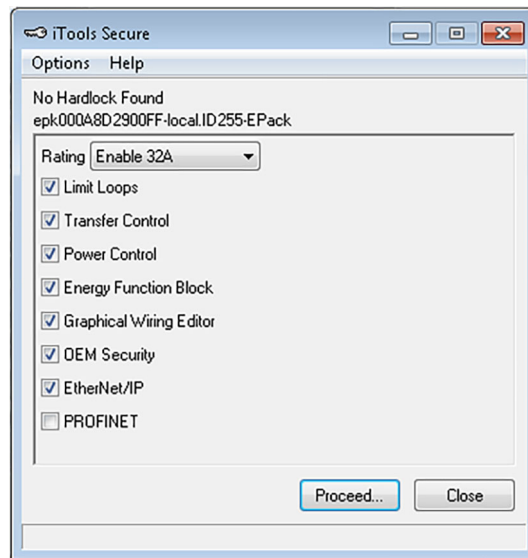 iTools Secure
Options Help
No Hardlock Found
epk000A8D2900FF-local.ID255-EPack
Rating Enable 32A
Limit Loops
Transfer Control
Power Control
Energy Function Block
Graphical Wiring Editor
OEM Security
EtherNet/IP
PROFINET
Proceed... Close